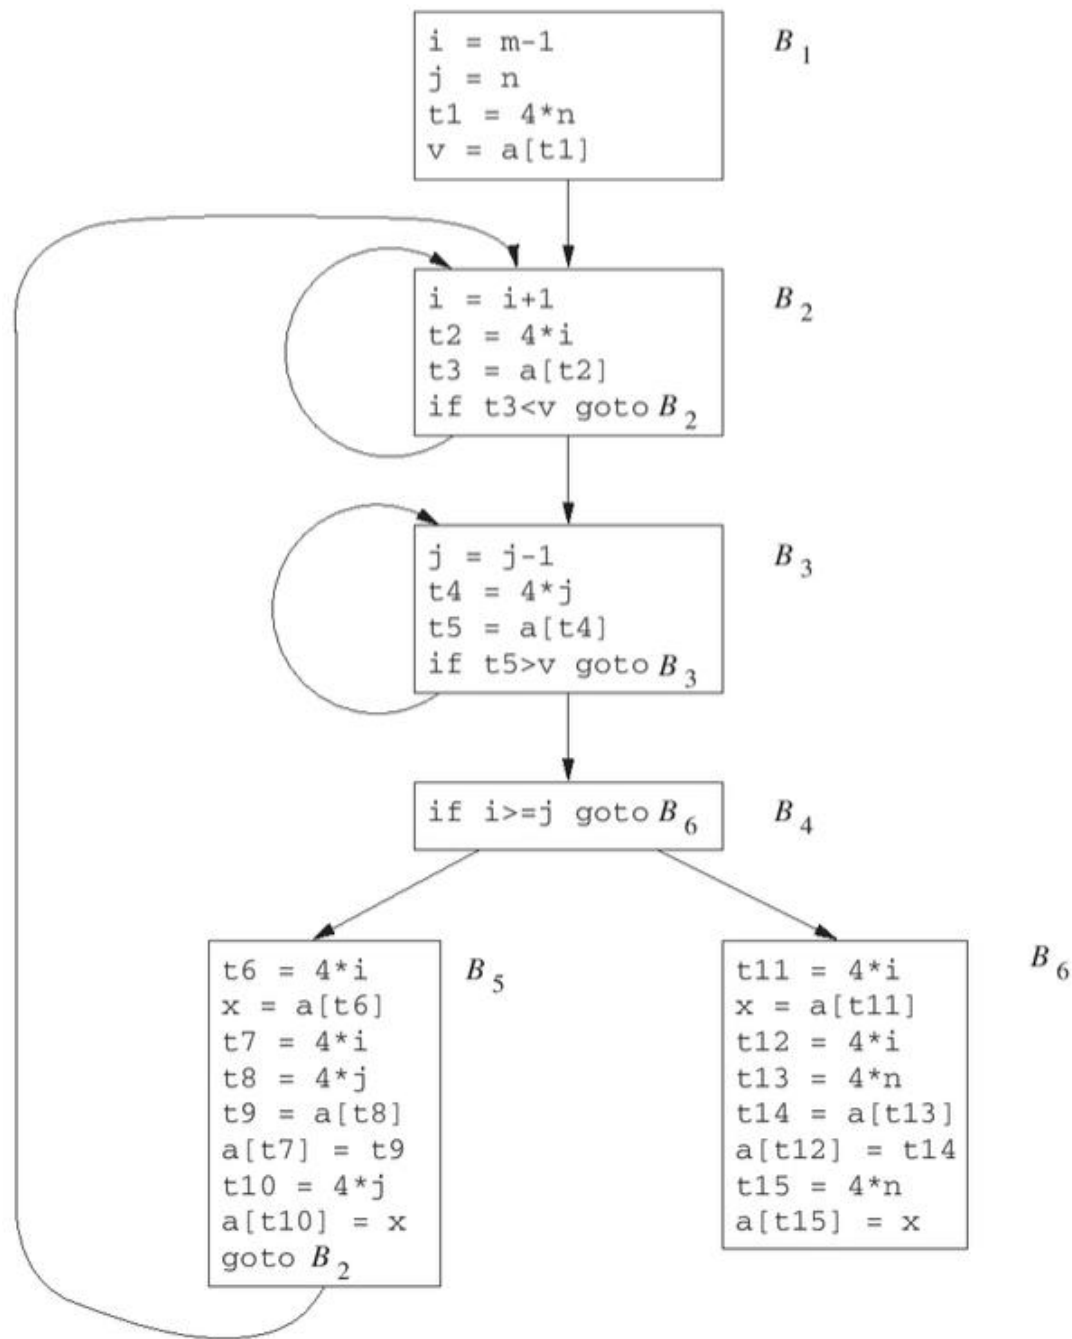 i = m-1
j = n
t1 = 4*n
v = a[t1]
B1
i = i+1
t2 = 4*i
t3 = a[t2]
if t3<v goto B2
B2
j = j-1
t4 = 4*j
t5 = a[t4]
if t5>v goto B3
B3
if i>=j goto B6
B4
t6 = 4*i
x = a[t6]
t7 = 4*i
t8 = 4*j
t9 = a[t8]
a[t7] = t9
t10 = 4*j
a[t10] = x
goto B2
B5
t11 = 4*i
x = a[t11]
t12 = 4*i
t13 = 4*n
t14 = a[t13]
a[t12] = t14
t15 = 4*n
a[t15] = x
B6